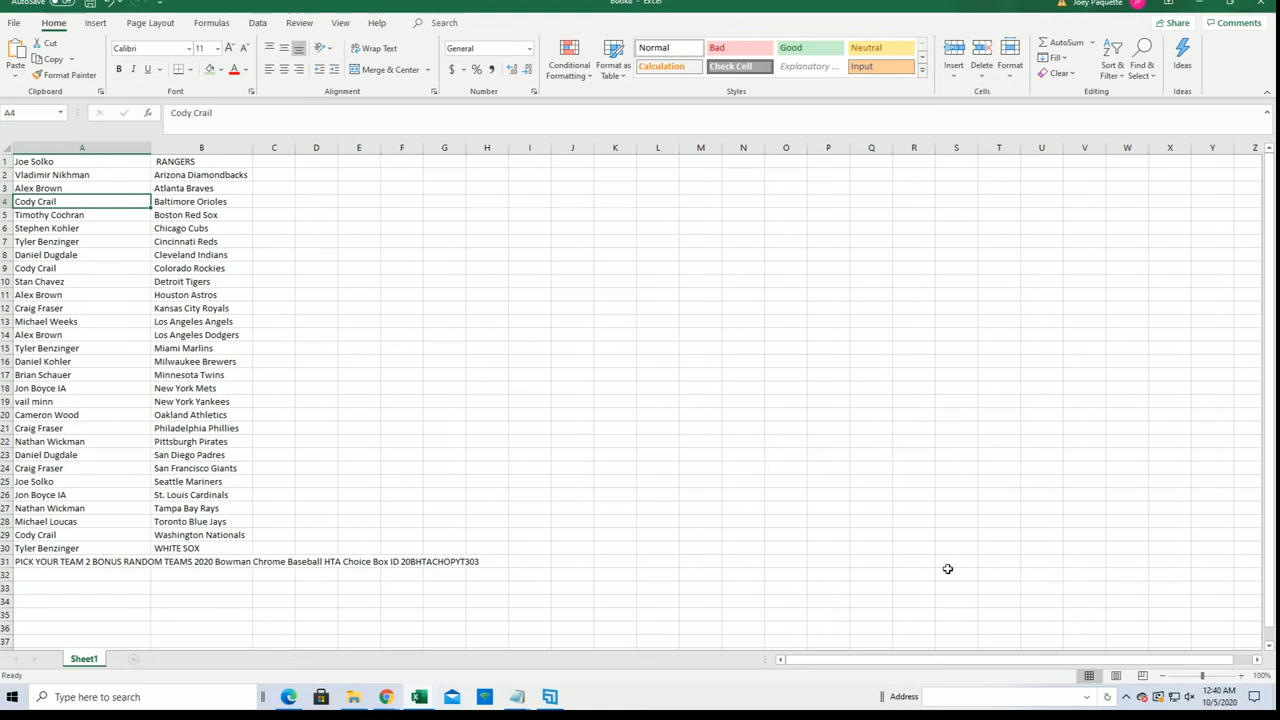 AutoSave Off Book8 - Excel Joey Paquette JP
File Home Insert Page Layout Formulas Data Review View Help Search Share Comments
Paste Cut Copy Format Painter Clipboard
Calibri 11 B I U Font
Wrap Text Merge & Center Alignment
General $ % Number
Conditional Formatting Format as Table
Normal Bad Good Neutral
Calculation Check Cell Explanatory ... Input
Styles
Insert Delete Format Cells
AutoSum Fill Clear Sort & Filter Find & Select Editing
Ideas Ideas
A4 fx Cody Crail
A B C D E F G H I J K L M N O P Q R S T U V W X Y Z
1 Joe Solko RANGERS
2 Vladimir Nikhman Arizona Diamondbacks
3 Alex Brown Atlanta Braves
4 Cody Crail Baltimore Orioles
5 Timothy Cochran Boston Red Sox
6 Stephen Kohler Chicago Cubs
7 Tyler Benzinger Cincinnati Reds
8 Daniel Dugdale Cleveland Indians
9 Cody Crail Colorado Rockies
10 Stan Chavez Detroit Tigers
11 Alex Brown Houston Astros
12 Craig Fraser Kansas City Royals
13 Michael Weeks Los Angeles Angels
14 Alex Brown Los Angeles Dodgers
15 Tyler Benzinger Miami Marlins
16 Daniel Kohler Milwaukee Brewers
17 Brian Schauer Minnesota Twins
18 Jon Boyce IA New York Mets
19 vail minn New York Yankees
20 Cameron Wood Oakland Athletics
21 Craig Fraser Philadelphia Phillies
22 Nathan Wickman Pittsburgh Pirates
23 Daniel Dugdale San Diego Padres
24 Craig Fraser San Francisco Giants
25 Joe Solko Seattle Mariners
26 Jon Boyce IA St. Louis Cardinals
27 Nathan Wickman Tampa Bay Rays
28 Michael Loucas Toronto Blue Jays
29 Cody Crail Washington Nationals
30 Tyler Benzinger WHITE SOX
31 PICK YOUR TEAM 2 BONUS RANDOM TEAMS 2020 Bowman Chrome Baseball HTA Choice Box ID 20BHTACHOPYT303
32
33
34
35
36
37
Sheet1
Ready 100%
Type here to search Address 12:40 AM
10/5/2020